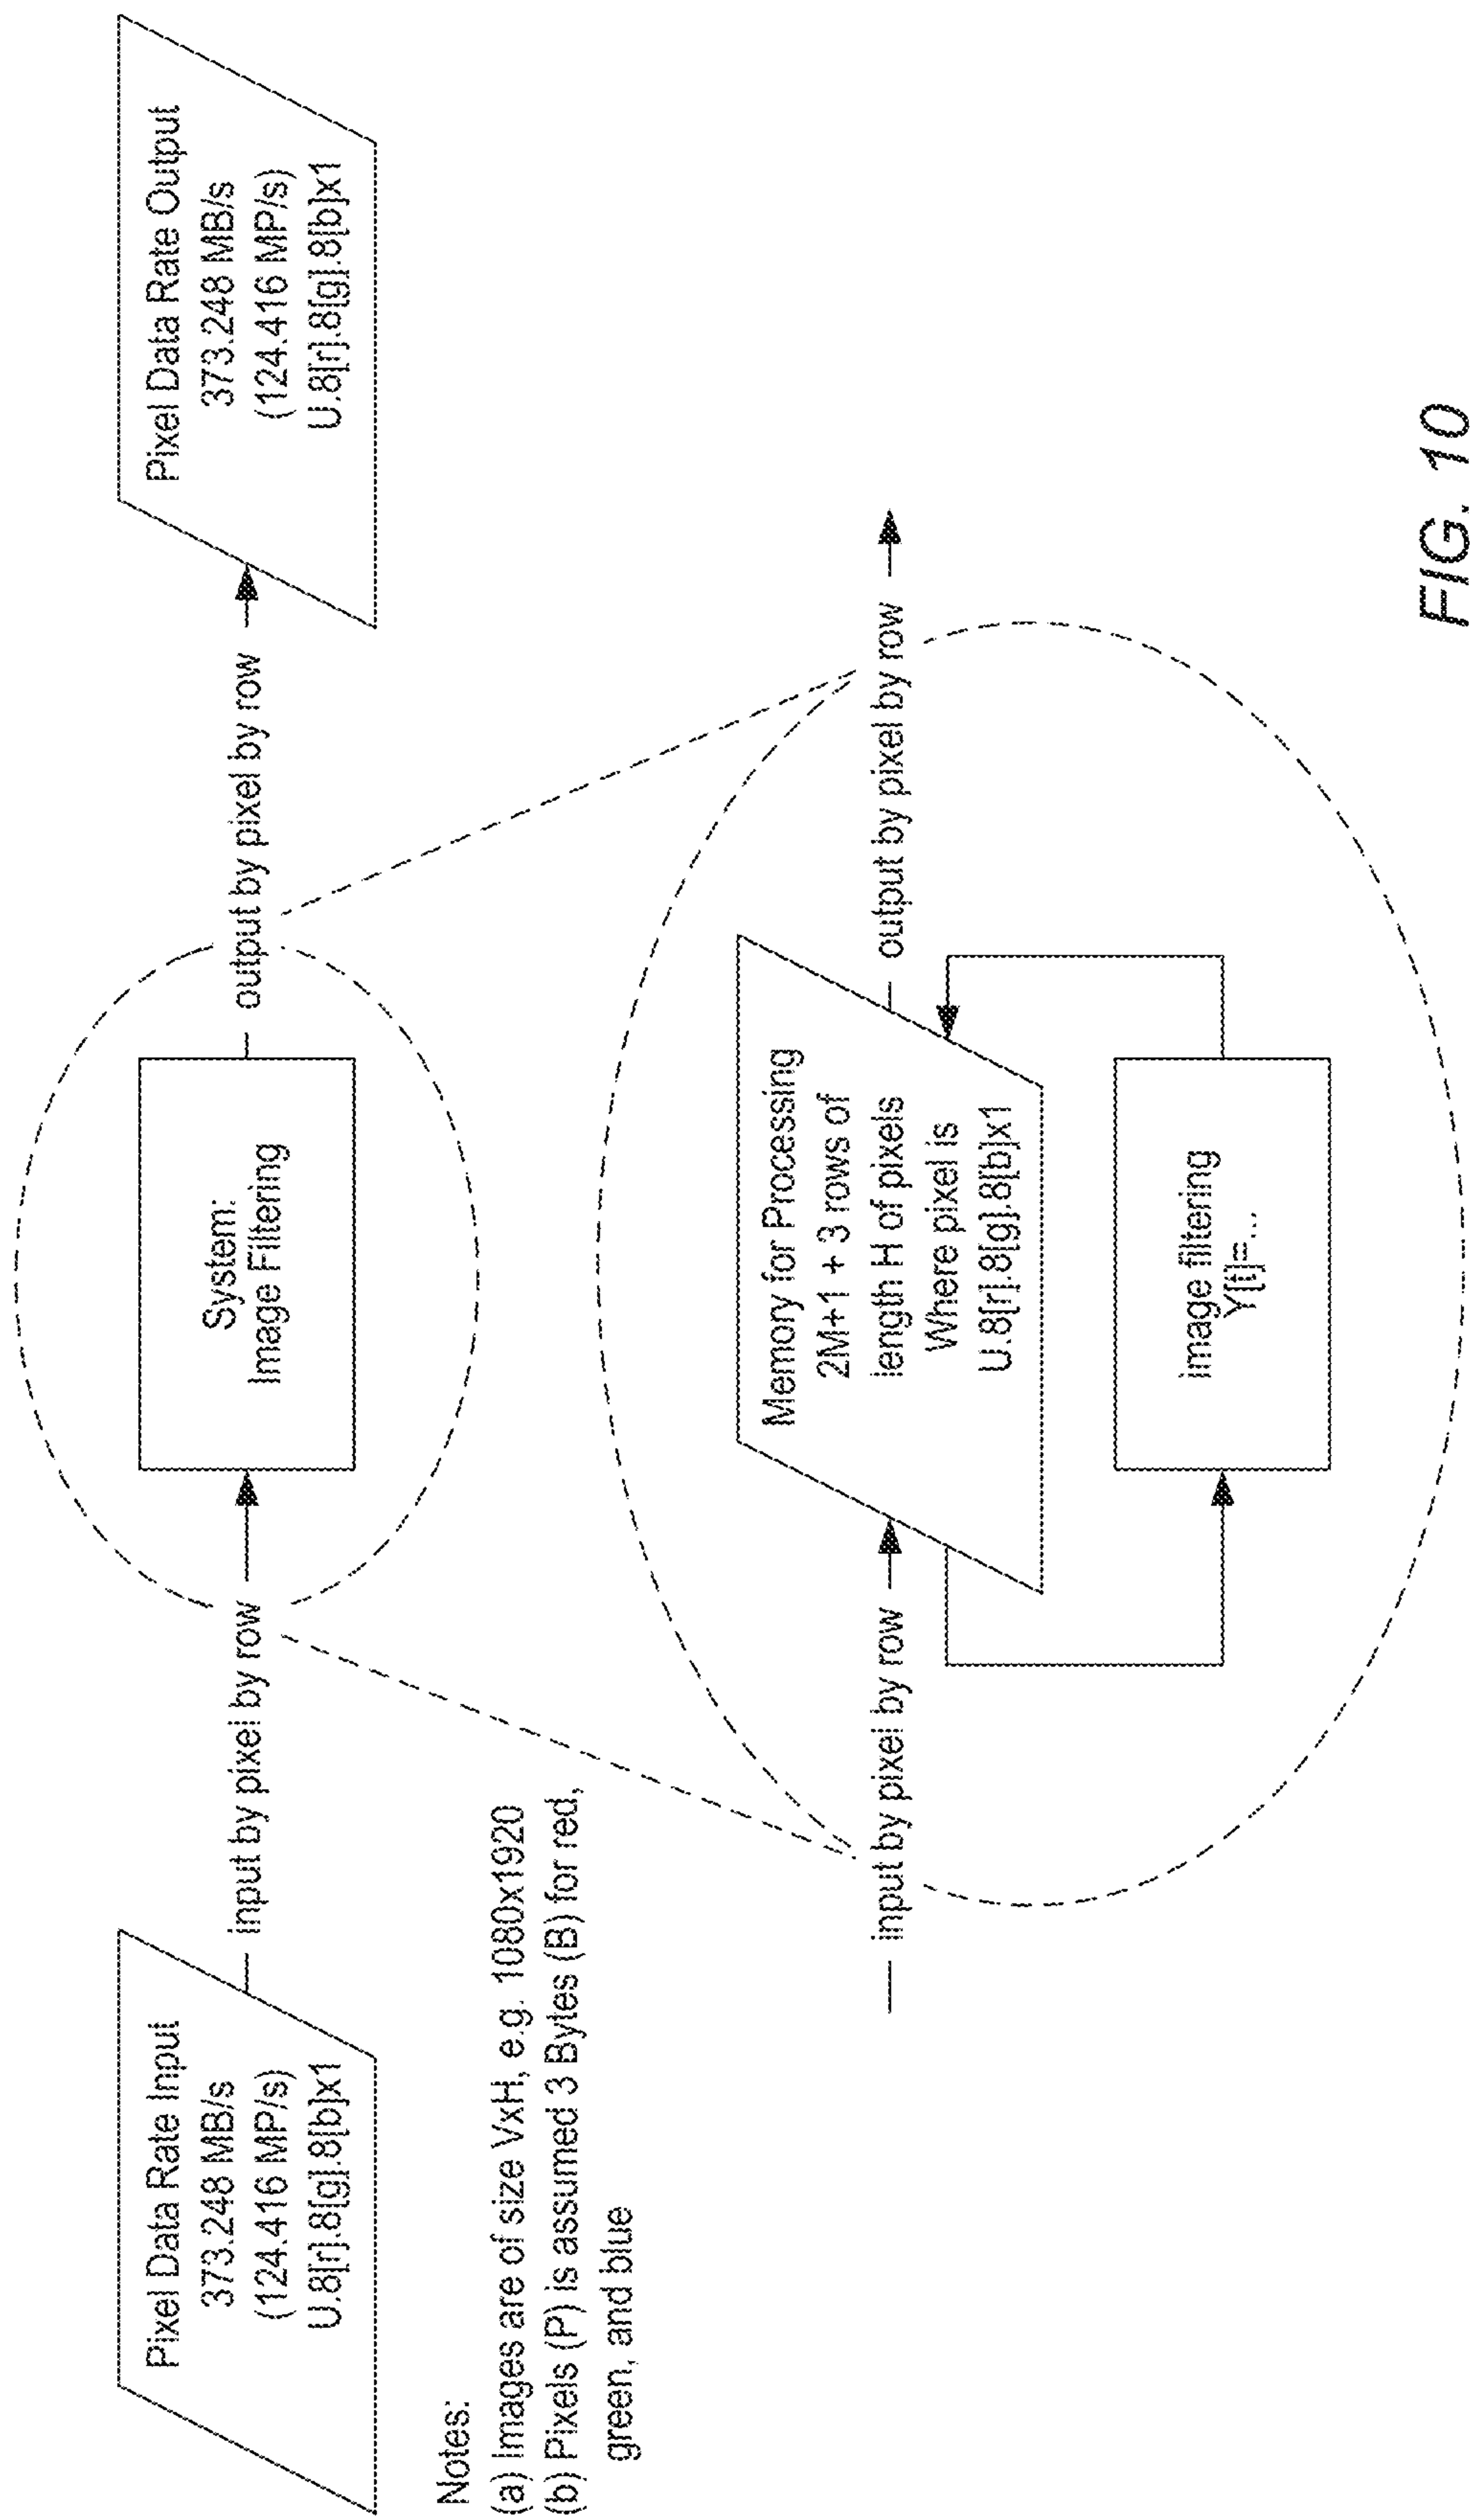 Pixel Data Rate Input
373.248 MB/s
(124.416 MP/s)
U.8[r].8[g].8[b]x1
input by pixel by row
System:
Image Filtering
output by pixel by row
Pixel Data Rate Output
373.248 MB/s
(124.416 MP/s)
U.8[r].8[g].8[b]x1
Notes:
(a) Images are of size VxH, e.g. 1080x1920
(b) Pixels (P) is assumed 3 Bytes (B) for red,
green, and blue
input by pixel by row
Memory for Processing
2M+1 + 3 rows of
length H of pixels
Where pixel is
U.8[r].8[g].8[b]x1
output by pixel by row
image filtering
Y[t]=...
FIG. 10